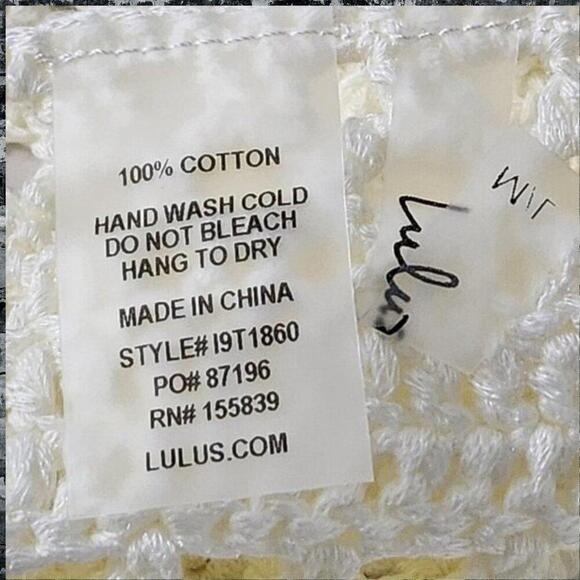 100% COTTON
HAND WASH COLD
DO NOT BLEACH
HANG TO DRY
MADE IN CHINA
STYLE# I9T1860
PO# 87196
RN# 155839
LULUS.COM
lulus